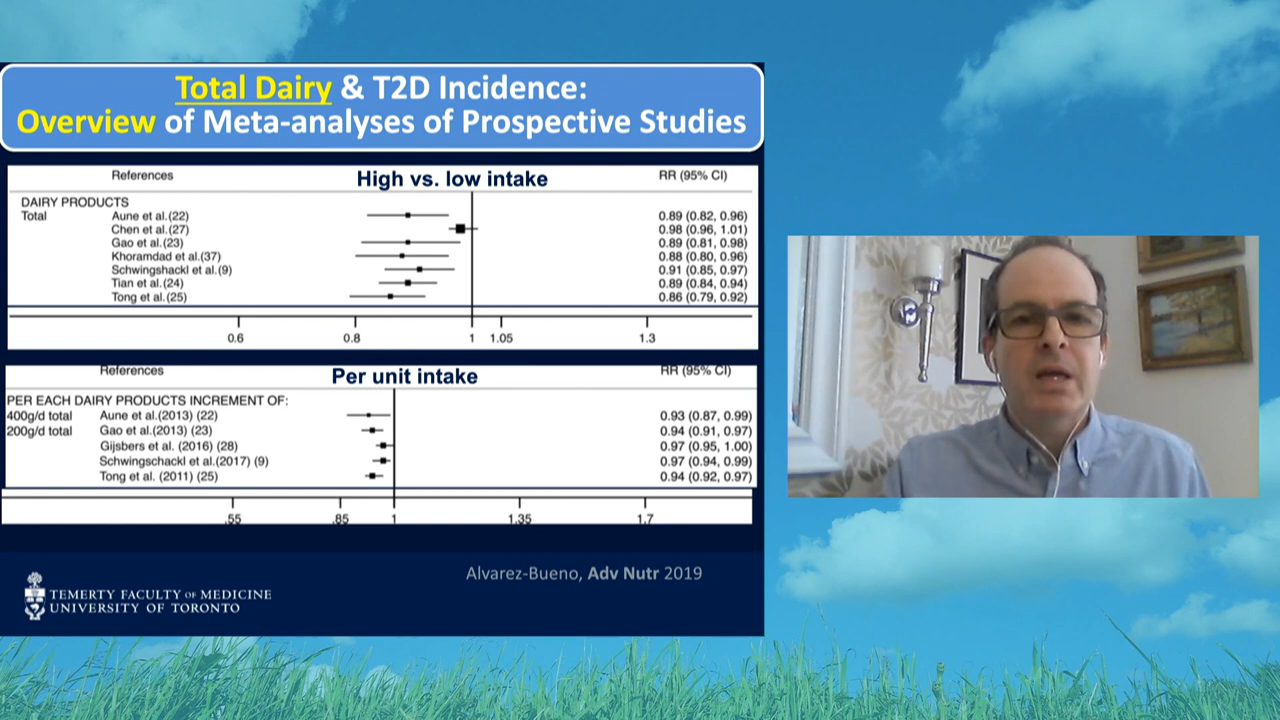 Total Dairy & T2D Incidence:
Overview of Meta-analyses of Prospective Studies
References High vs. low intake RR (95% CI)
DAIRY PRODUCTS
Total Aune et al.(22) 0.89 (0.82, 0.96)
Chen et al.(27) 0.98 (0.96, 1.01)
Gao et al.(23) 0.89 (0.81, 0.98)
Khoramdad et al.(37) 0.88 (0.80, 0.96)
Schwingshackl et al.(9) 0.91 (0.85, 0.97)
Tian et al.(24) 0.89 (0.84, 0.94)
Tong et al.(25) 0.86 (0.79, 0.92)
0.6 0.8 1 1.05 1.3
References Per unit intake RR (95% CI)
PER EACH DAIRY PRODUCTS INCREMENT OF:
400g/d total Aune et al.(2013) (22) 0.93 (0.87, 0.99)
200g/d total Gao et al.(2013) (23) 0.94 (0.91, 0.97)
Gijsbers et al. (2016) (28) 0.97 (0.95, 1.00)
Schwingschackl et al.(2017) (9) 0.97 (0.94, 0.99)
Tong et al. (2011) (25) 0.94 (0.92, 0.97)
.55 .85 1 1.35 1.7
Alvarez-Bueno, Adv Nutr 2019
TEMERTY FACULTY OF MEDICINE
UNIVERSITY OF TORONTO